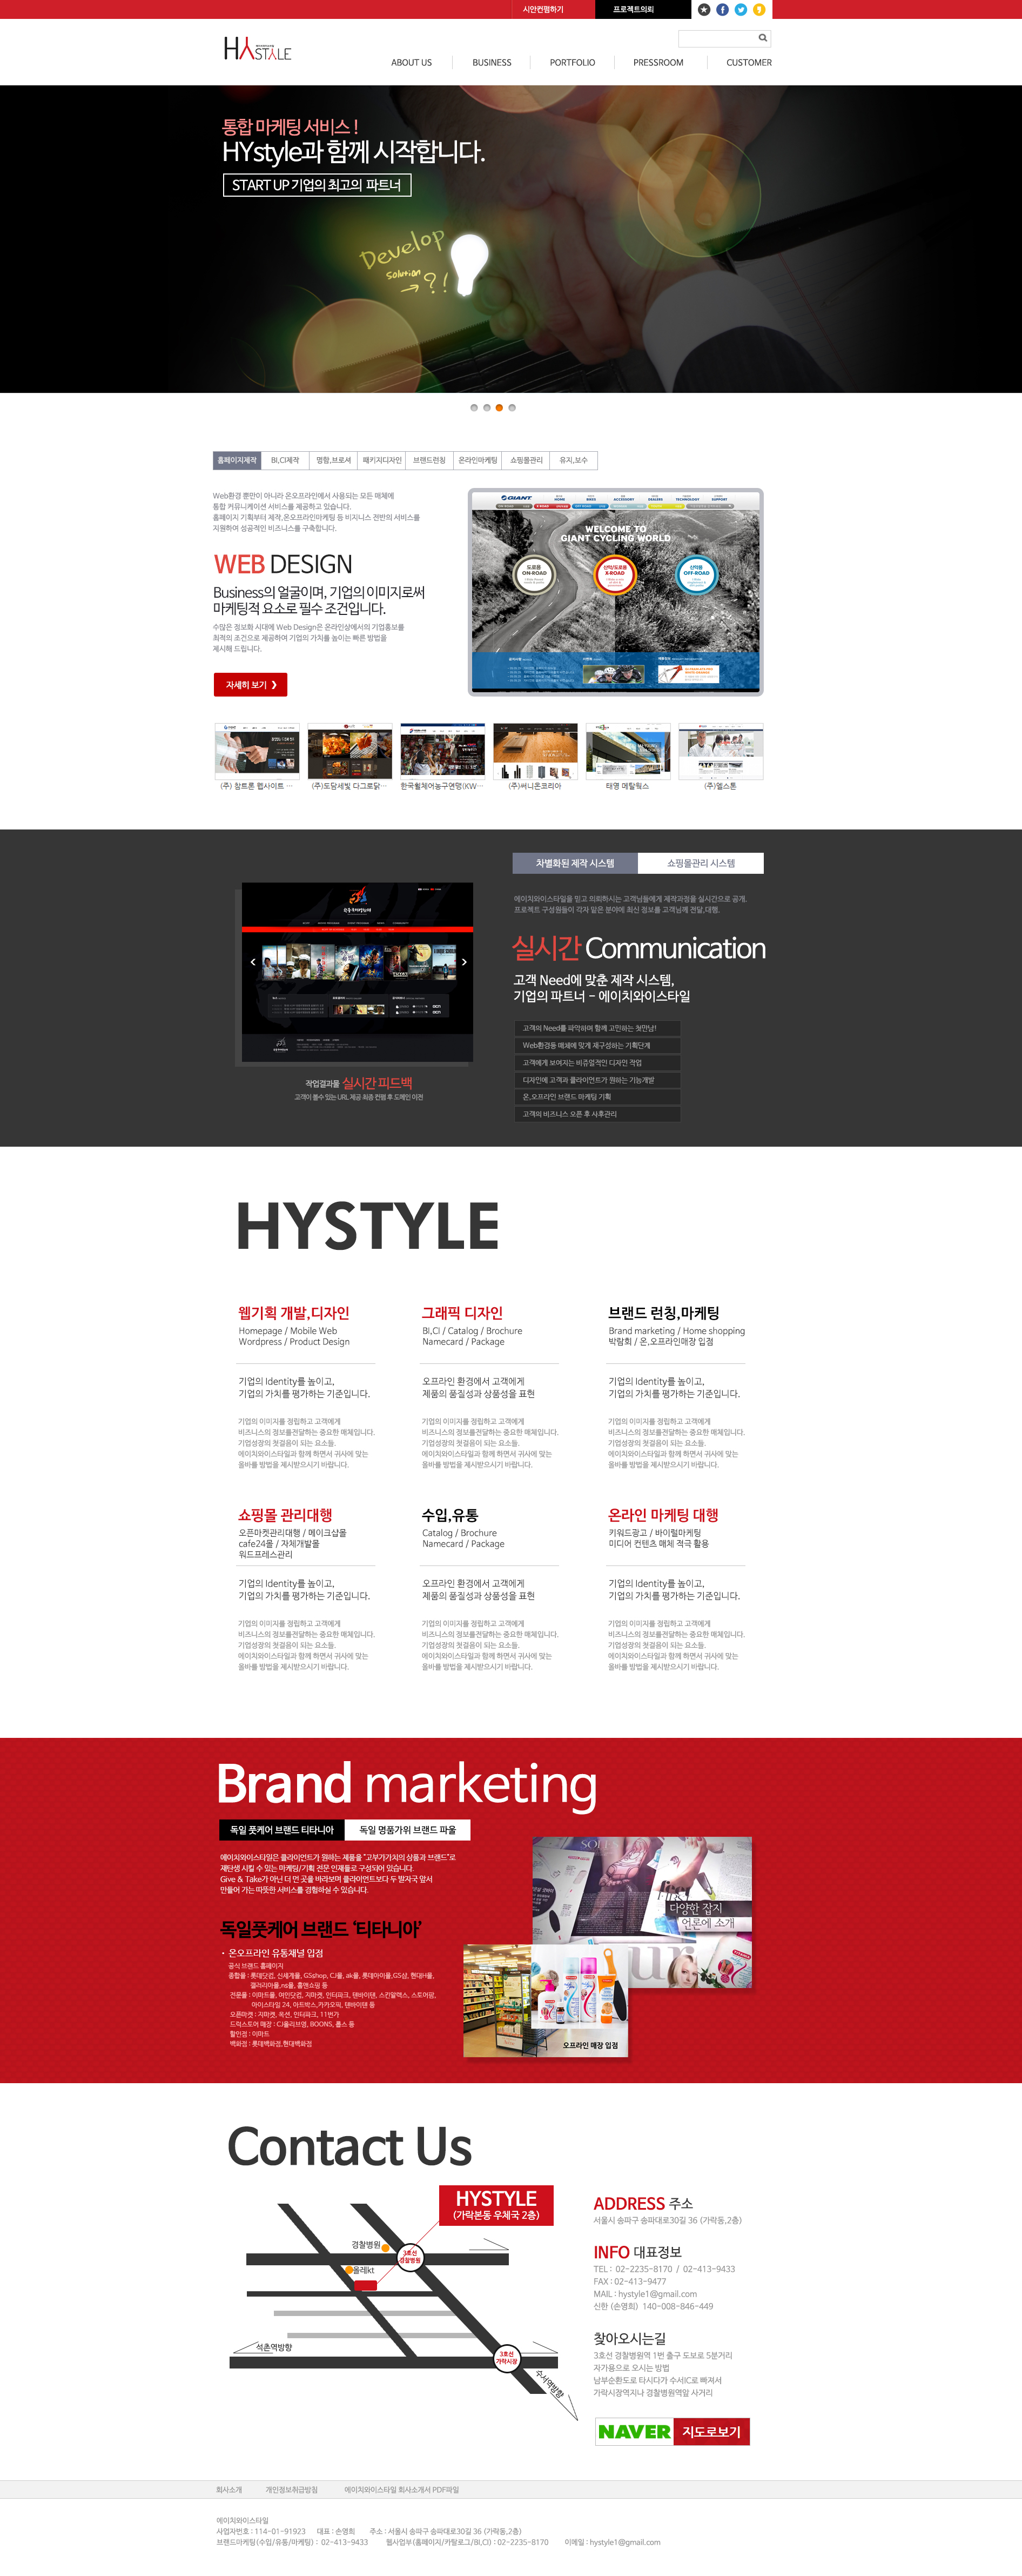 시안컨펌하기 프로젝트의뢰
HYSTYLE
ABOUT US BUSINESS PORTFOLIO PRESSROOM CUSTOMER
통합 마케팅 서비스 !
HYstyle과 함께 시작합니다.
START UP 기업의 최고의 파트너
Develop
solution
→?!
홈페이지제작 BI,CI제작 명함,브로셔 패키지디자인 브랜드런칭 온라인마케팅 쇼핑몰관리 유지,보수
Web환경 뿐만이 아니라 온오프라인에서 사용되는 모든 매체에
통합 커뮤니케이션 서비스를 제공하고 있습니다.
홈페이지 기획부터 제작,온오프라인마케팅 등 비지니스 전반의 서비스를
지원하여 성공적인 비즈니스를 구축합니다.
WEB DESIGN
Business의 얼굴이며, 기업의 이미지로써
마케팅적 요소로 필수 조건입니다.
수많은 정보화 시대에 Web Design은 온라인상에서의 기업홍보를
최적의 조건으로 제공하여 기업의 가치를 높이는 빠른 방법을
제시해 드립니다.
자세히 보기 ❯
GIANT
HOME BIKES ACCESSORY DEALERS TECHNOLOGY SUPPORT
WELCOME TO
GIANT CYCLING WORLD
도로용
ON-ROAD
산악/도로용
X-ROAD
산악용
OFF-ROAD
(주) 참트론 웹사이트 ...
(주)도담세빛 다그로닭...
한국휠체어농구연맹(KW...
(주)써니온코리아
태영 메탈웍스
(주)엘스톤
차별화된 제작 시스템 쇼핑몰관리 시스템
에이치와이스타일을 믿고 의뢰하시는 고객님들에게 제작과정을 실시간으로 공개.
프로젝트 구성원들이 각자 맡은 분야에 최신 정보를 고객님께 전달,대행.
실시간 Communication
고객 Need에 맞춘 제작 시스템,
기업의 파트너 - 에이치와이스타일
고객의 Need를 파악하며 함께 고민하는 첫만남!
Web환경등 매체에 맞게 재구성하는 기획단계
고객에게 보여지는 비쥬얼적인 디자인 작업
디자인에 고객과 클라이언트가 원하는 기능개발
온,오프라인 브랜드 마케팅 기획
고객의 비즈니스 오픈 후 사후관리
작업결과물 실시간 피드백
고객이 볼수 있는 URL 제공 최종 컨펌 후 도메인 이전
HYSTYLE
웹기획 개발,디자인
Homepage / Mobile Web
Wordpress / Product Design
기업의 Identity를 높이고,
기업의 가치를 평가하는 기준입니다.
기업의 이미지를 정립하고 고객에게
비즈니스의 정보를전달하는 중요한 매체입니다.
기업성장의 첫걸음이 되는 요소들.
에이치와이스타일과 함께 하면서 귀사에 맞는
올바를 방법을 제시받으시기 바랍니다.
그래픽 디자인
BI,CI / Catalog / Brochure
Namecard / Package
오프라인 환경에서 고객에게
제품의 품질성과 상품성을 표현
기업의 이미지를 정립하고 고객에게
비즈니스의 정보를전달하는 중요한 매체입니다.
기업성장의 첫걸음이 되는 요소들.
에이치와이스타일과 함께 하면서 귀사에 맞는
올바를 방법을 제시받으시기 바랍니다.
브랜드 런칭,마케팅
Brand marketing / Home shopping
박람회 / 온,오프라인매장 입점
기업의 Identity를 높이고,
기업의 가치를 평가하는 기준입니다.
기업의 이미지를 정립하고 고객에게
비즈니스의 정보를전달하는 중요한 매체입니다.
기업성장의 첫걸음이 되는 요소들.
에이치와이스타일과 함께 하면서 귀사에 맞는
올바를 방법을 제시받으시기 바랍니다.
쇼핑몰 관리대행
오픈마켓관리대행 / 메이크샵몰
cafe24몰 / 자체개발몰
워드프레스관리
기업의 Identity를 높이고,
기업의 가치를 평가하는 기준입니다.
기업의 이미지를 정립하고 고객에게
비즈니스의 정보를전달하는 중요한 매체입니다.
기업성장의 첫걸음이 되는 요소들.
에이치와이스타일과 함께 하면서 귀사에 맞는
올바를 방법을 제시받으시기 바랍니다.
수입,유통
Catalog / Brochure
Namecard / Package
오프라인 환경에서 고객에게
제품의 품질성과 상품성을 표현
기업의 이미지를 정립하고 고객에게
비즈니스의 정보를전달하는 중요한 매체입니다.
기업성장의 첫걸음이 되는 요소들.
에이치와이스타일과 함께 하면서 귀사에 맞는
올바를 방법을 제시받으시기 바랍니다.
온라인 마케팅 대행
키워드광고 / 바이럴마케팅
미디어 컨텐츠 매체 적극 활용
기업의 Identity를 높이고,
기업의 가치를 평가하는 기준입니다.
기업의 이미지를 정립하고 고객에게
비즈니스의 정보를전달하는 중요한 매체입니다.
기업성장의 첫걸음이 되는 요소들.
에이치와이스타일과 함께 하면서 귀사에 맞는
올바를 방법을 제시받으시기 바랍니다.
Brand marketing
독일 풋케어 브랜드 티타니아 독일 명품가위 브랜드 파울
에이치와이스타일은 클라이언트가 원하는 제품을 "고부가가치의 상품과 브랜드"로
재탄생 시킬 수 있는 마케팅/기획 전문 인재들로 구성되어 있습니다.
Give & Take가 아닌 더 먼 곳을 바라보며 클라이언트보다 두 발자국 앞서
만들어 가는 따뜻한 서비스를 경험하실 수 있습니다.
독일풋케어 브랜드 '티타니아'
· 온오프라인 유통채널 입점
공식 브랜드 홈페이지
종합몰 : 롯데닷컴, 신세계몰, GSshop, CJ몰, ak몰, 롯데아이몰,GS샵, 현대H몰,
갤러리아몰,ns몰, 홈앤쇼핑 등
전문몰 : 이마트몰, 여인닷컴, 지마켓, 인터파크, 텐바이텐, 스킨알엑스, 스토어팜,
아이스타일 24, 아트박스,카카오픽, 텐바이텐 등
오픈마켓 : 지마켓, 옥션, 인터파크, 11번가
드럭스토어 매장 : CJ올리브영, BOONS, 롭스 등
할인점 : 이마트
백화점 : 롯데백화점,현대백화점
다양한 잡지
언론에 소개
오프라인 매장 입점
Contact Us
HYSTYLE
(가락본동 우체국 2층)
경찰병원
3호선
경찰병원
올레kt
석촌역방향
3호선
가락시장
수서역방향
ADDRESS 주소
서울시 송파구 송파대로30길 36 (가락동,2층)
INFO 대표정보
TEL : 02-2235-8170 / 02-413-9433
FAX : 02-413-9477
MAIL : hystyle1@gmail.com
신한 (손영희) 140-008-846-449
찾아오시는길
3호선 경찰병원역 1번 출구 도보로 5분거리
자가용으로 오시는 방법
남부순환도로 타시다가 수서IC로 빠져서
가락시장역지나 경찰병원역앞 사거리
NAVER 지도로보기
회사소개 개인정보취급방침 에이치와이스타일 회사소개서 PDF파일
에이치와이스타일
사업자번호 : 114-01-91923 대표 : 손영희 주소 : 서울시 송파구 송파대로30길 36 (가락동,2층)
브랜드마케팅(수입/유통/마케팅) : 02-413-9433 웹사업부(홈페이지/카탈로그/BI,CI) : 02-2235-8170 이메일 : hystyle1@gmail.com